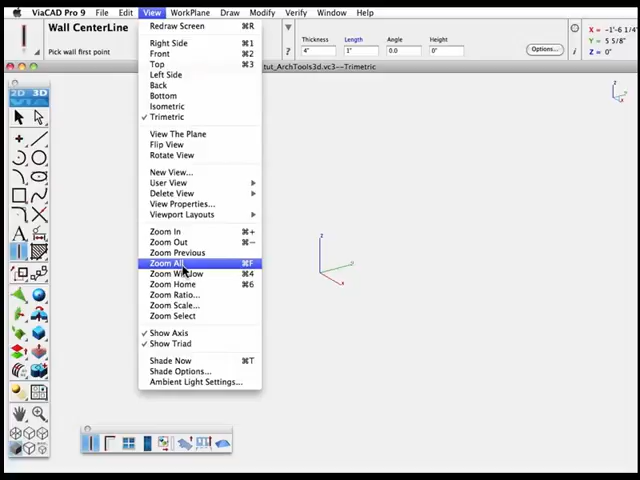 ViaCAD Pro 9 File Edit View WorkPlane Draw Modify Verify Window Help
Wall CenterLine
Pick wall first point
Thickness Length Angle Height
4" 1" 0.0 0"
Options...
X = -1'-6 1/4"
Y = 5 5/8"
Z = 0"
tut_ArchTools3d.vc3--Trimetric
2D 3D
Redraw Screen ⌘R
Right Side ⌘1
Front ⌘2
Top ⌘3
Left Side
Back
Bottom
Isometric
✓ Trimetric
View The Plane
Flip View
Rotate View
New View...
User View
Delete View
View Properties...
Viewport Layouts
Zoom In ⌘+
Zoom Out ⌘−
Zoom Previous
Zoom All ⌘F
Zoom Window ⌘4
Zoom Home ⌘6
Zoom Ratio...
Zoom Scale...
Zoom Select
✓ Show Axis
✓ Show Triad
Shade Now ⌘T
Shade Options...
Ambient Light Settings...
z
y
x
A